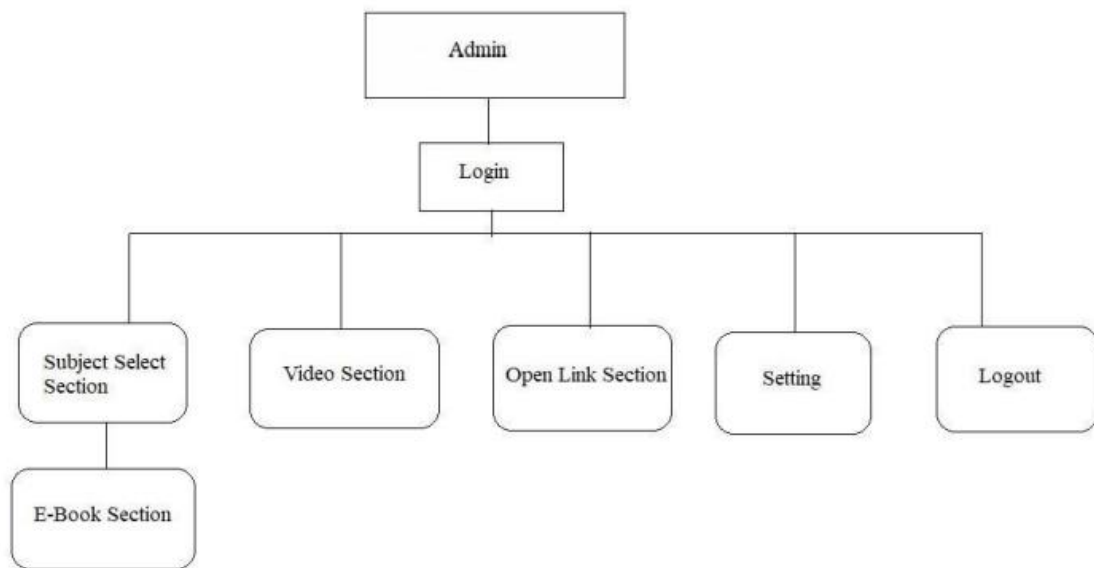 Admin
Login
Subject Select
Section
Video Section
Open Link Section
Setting
Logout
E-Book Section